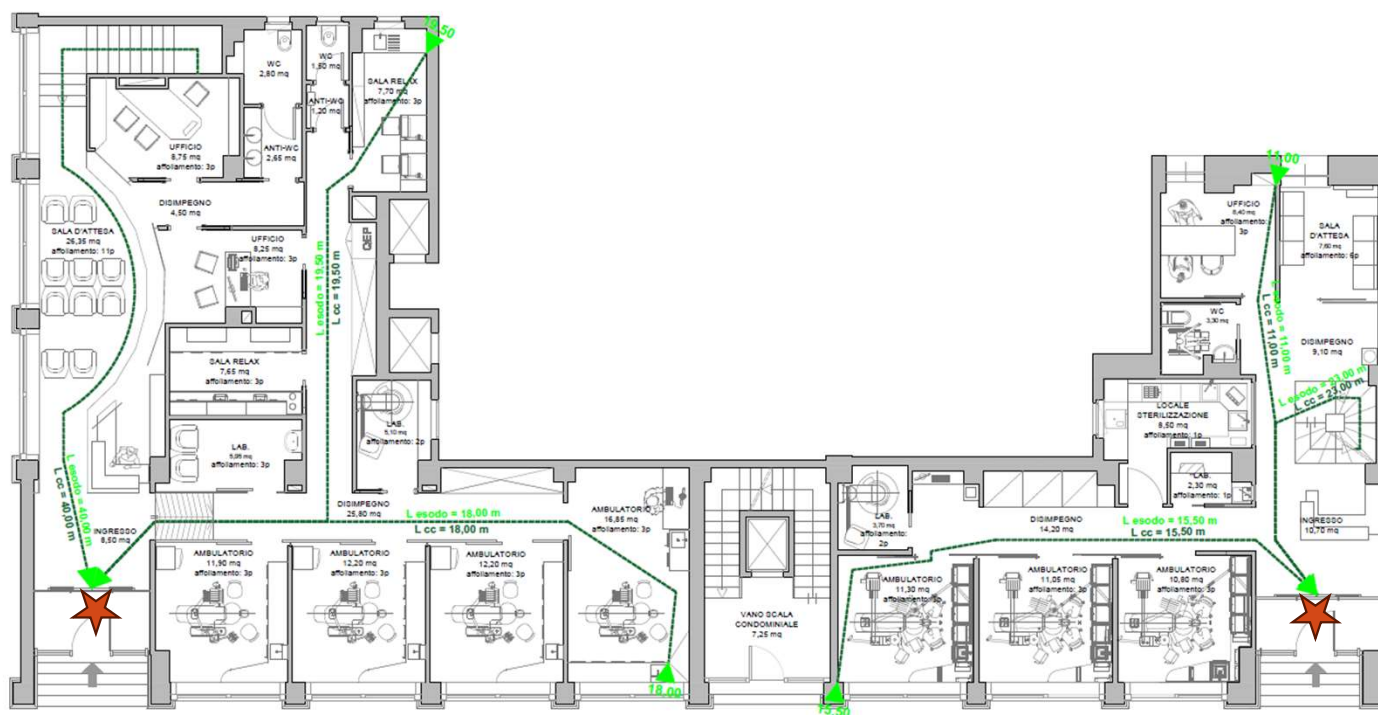 19,50
WC
2,80 mq
WC
1,50 mq
SALA RELAX
7,70 mq
affollamento: 3p
ANTI-WC
1,20 mq
UFFICIO
8,75 mq
affollamento: 3p
ANTI-WC
2,65 mq
DISIMPEGNO
4,50 mq
SALA D'ATTESA
26,35 mq
affollamento: 11p
UFFICIO
8,25 mq
affollamento: 3p
QEP
L esodo = 19,50 m
L cc = 19,50 m
SALA RELAX
7,65 mq
affollamento: 3p
LAB.
5,10 mq
affollamento: 2p
LAB.
affollamento: 3p
L esodo = 40,00 m
L cc = 40,00 m
INGRESSO
8,50 mq
DISIMPEGNO
25,80 mq
L esodo = 18,00 m
L cc = 18,00 m
AMBULATORIO
16,85 mq
affollamento: 3p
AMBULATORIO
11,90 mq
affollamento: 3p
AMBULATORIO
12,20 mq
affollamento: 3p
AMBULATORIO
12,20 mq
affollamento: 3p
18,00
VANO SCALA
CONDOMINIALE
7,25 mq
11,00
UFFICIO
3p
SALA
D'ATTESA
7,60 mq
affollamento: 6p
WC
3,30 mq
L esodo = 11,00 m
L cc = 11,00 m
DISIMPEGNO
9,10 mq
L esodo = 23,00 m
L cc = 23,00 m
LOCALE
STERILIZZAZIONE
8,50 mq
affollamento: 1p
LAB.
2,30 mq
affollamento: 1p
LAB.
3,70 mq
affollamento:
2p
DISIMPEGNO
14,20 mq
L esodo = 15,50 m
L cc = 15,50 m
INGRESSO
10,70 mq
AMBULATORIO
11,30 mq
affollamento: 3p
AMBULATORIO
11,05 mq
affollamento: 3p
AMBULATORIO
10,80 mq
affollamento: 3p
15,50